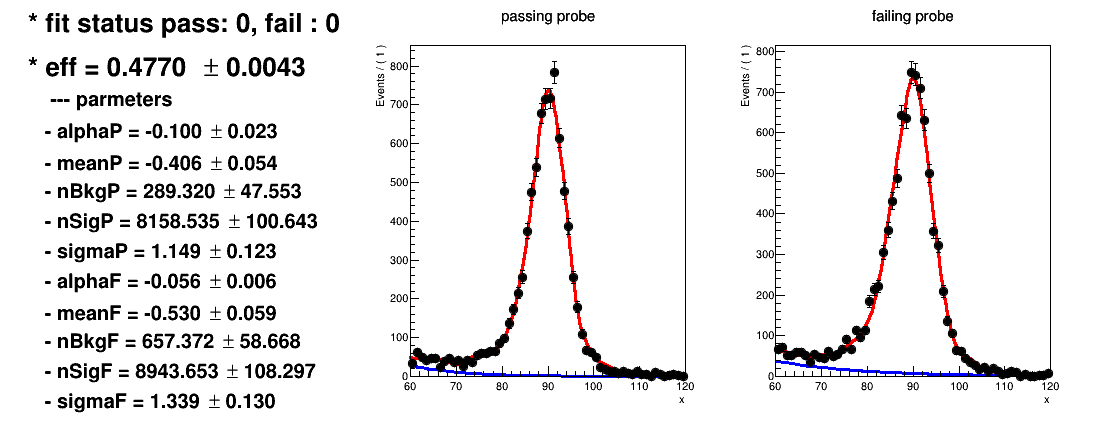 * fit status pass: 0, fail : 0
* eff = 0.4770 ± 0.0043
--- parmeters
- alphaP = -0.100 ± 0.023
- meanP = -0.406 ± 0.054
- nBkgP = 289.320 ± 47.553
- nSigP = 8158.535 ± 100.643
- sigmaP = 1.149 ± 0.123
- alphaF = -0.056 ± 0.006
- meanF = -0.530 ± 0.059
- nBkgF = 657.372 ± 58.668
- nSigF = 8943.653 ± 108.297
- sigmaF = 1.339 ± 0.130
passing probe
Events / ( 1 )
800
700
600
500
400
300
200
100
0
60 70 80 90 100 110 120
x
failing probe
Events / ( 1 )
800
700
600
500
400
300
200
100
0
60 70 80 90 100 110 120
x